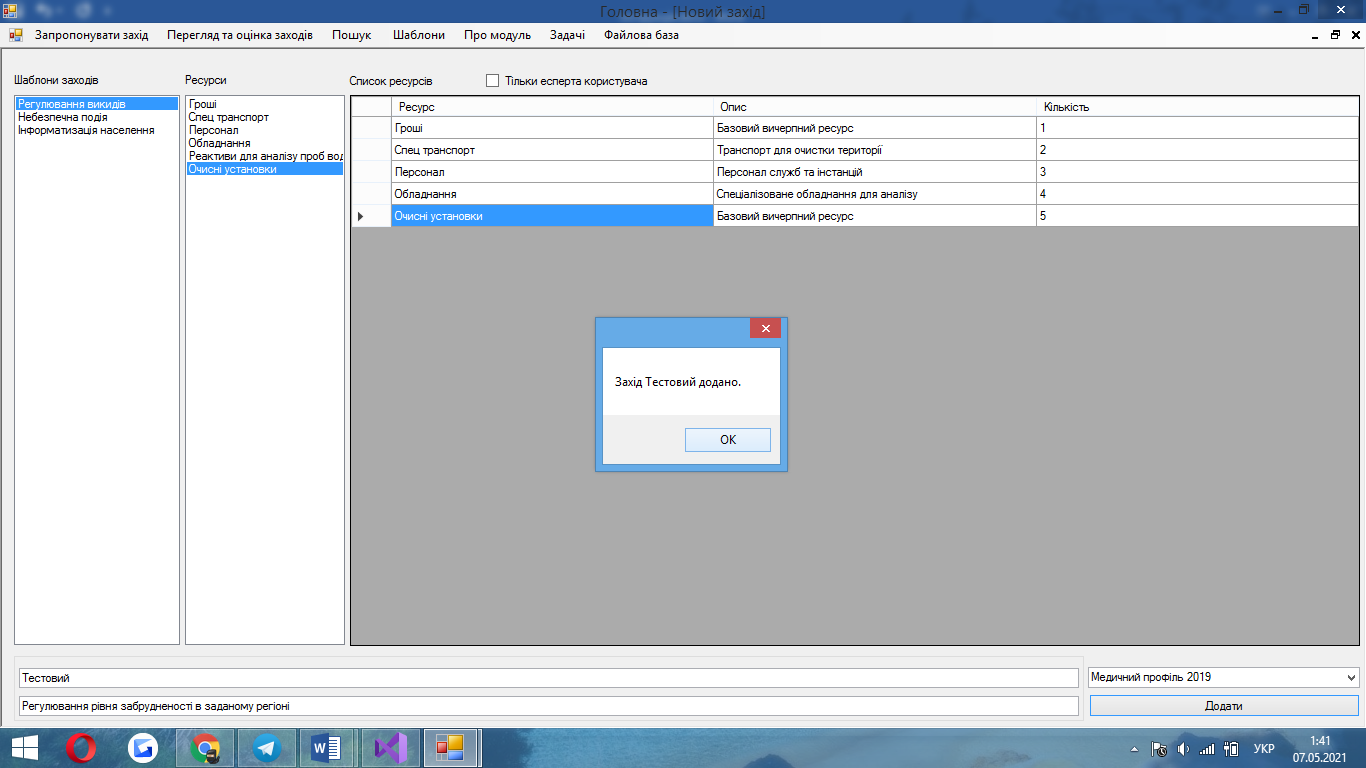 Головна - [Новий захід]
Запропонувати захід Перегляд та оцінка заходів Пошук Шаблони Про модуль Задачі Файлова база
Шаблони заходів
Регулювання викидів
Небезпечна подія
Інформатизація населення
Ресурси
Гроші
Спец транспорт
Персонал
Обладнання
Реактиви для аналізу проб вод
Очисні установки
Список ресурсів Тільки есперта користувача
Ресурс Опис Кількість
Гроші Базовий вичерпний ресурс 1
Спец транспорт Транспорт для очистки території 2
Персонал Персонал служб та інстанцій 3
Обладнання Спеціалізоване обладнання для аналізу 4
Очисні установки Базовий вичерпний ресурс 5
Захід Тестовий додано.
OK
Тестовий
Медичний профіль 2019
Регулювання рівня забрудненості в заданому регіоні
Додати
УКР
1:41
07.05.2021